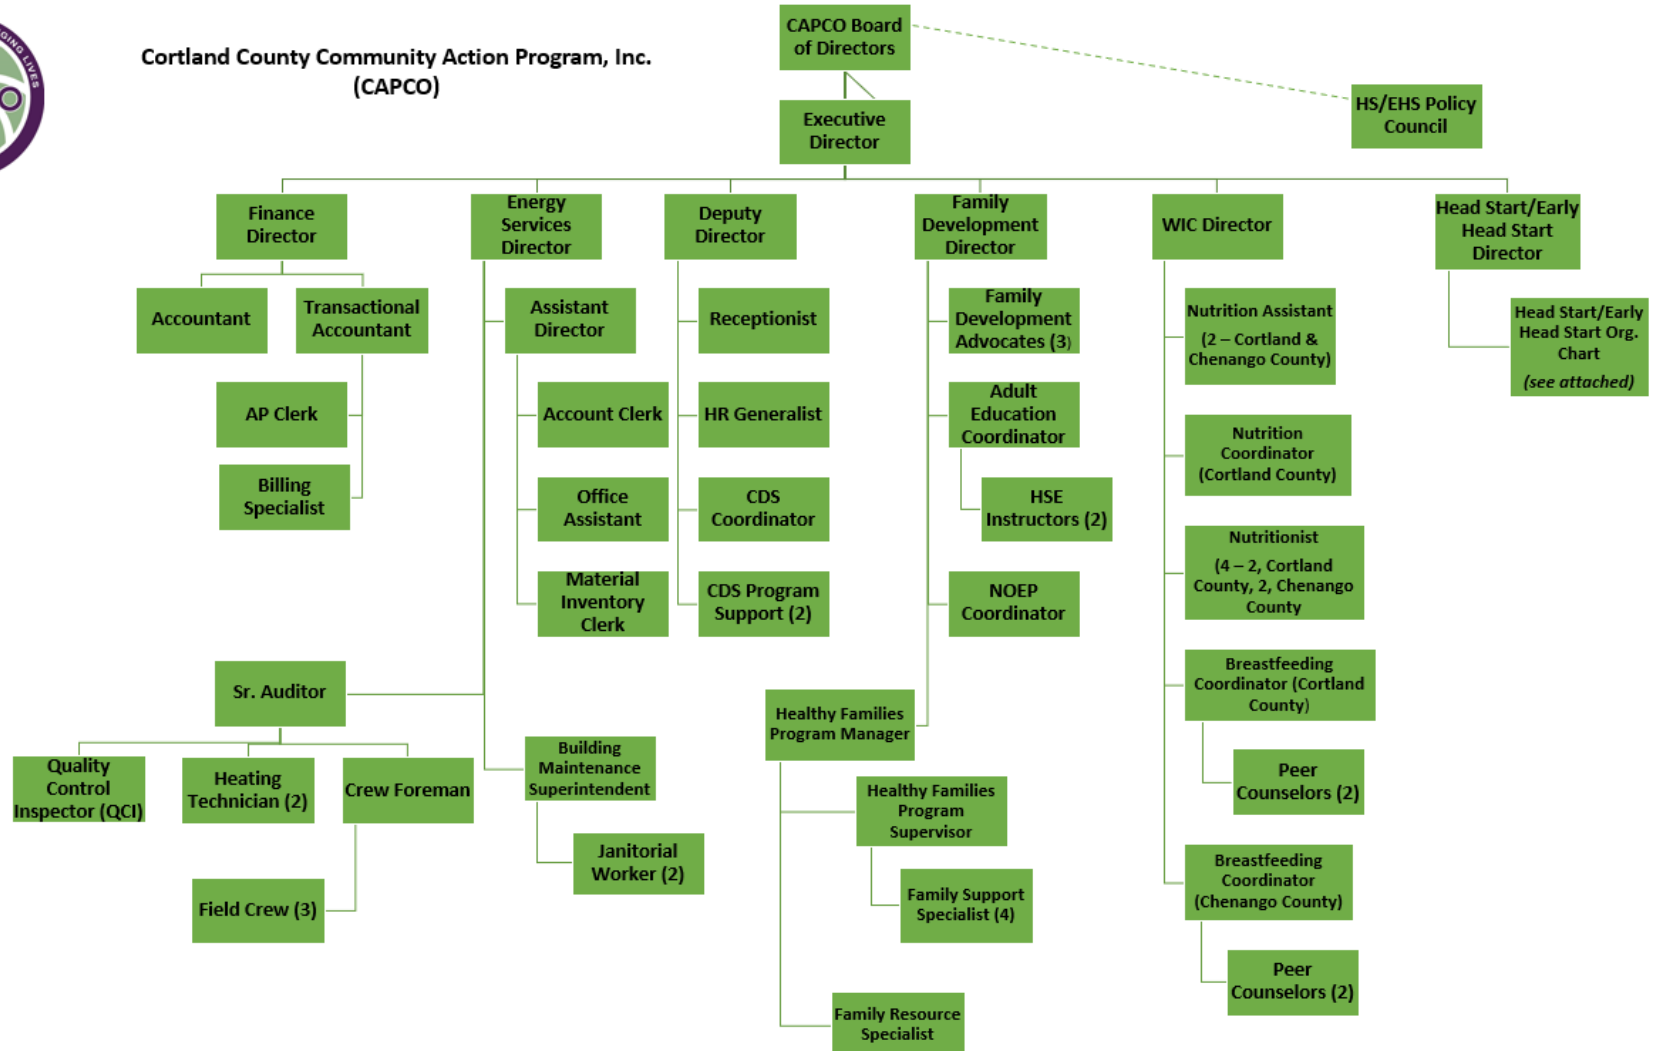 GING LIVES
Cortland County Community Action Program, Inc.
(CAPCO)
CAPCO Board
of Directors
HS/EHS Policy
Council
Executive
Director
Finance
Director
Energy
Services
Director
Deputy
Director
Family
Development
Director
WIC Director
Head Start/Early
Head Start
Director
Accountant
Transactional
Accountant
AP Clerk
Billing
Specialist
Assistant
Director
Account Clerk
Office
Assistant
Material
Inventory
Clerk
Receptionist
HR Generalist
CDS
Coordinator
CDS Program
Support (2)
Family
Development
Advocates (3)
Adult
Education
Coordinator
HSE
Instructors (2)
NOEP
Coordinator
Nutrition Assistant
(2 – Cortland &
Chenango County)
Nutrition
Coordinator
(Cortland County)
Nutritionist
(4 – 2, Cortland
County, 2, Chenango
County
Breastfeeding
Coordinator (Cortland
County)
Peer
Counselors (2)
Breastfeeding
Coordinator
(Chenango County)
Peer
Counselors (2)
Head Start/Early
Head Start Org.
Chart
(see attached)
Sr. Auditor
Quality
Control
Inspector (QCI)
Heating
Technician (2)
Crew Foreman
Field Crew (3)
Building
Maintenance
Superintendent
Janitorial
Worker (2)
Healthy Families
Program Manager
Healthy Families
Program
Supervisor
Family Support
Specialist (4)
Family Resource
Specialist